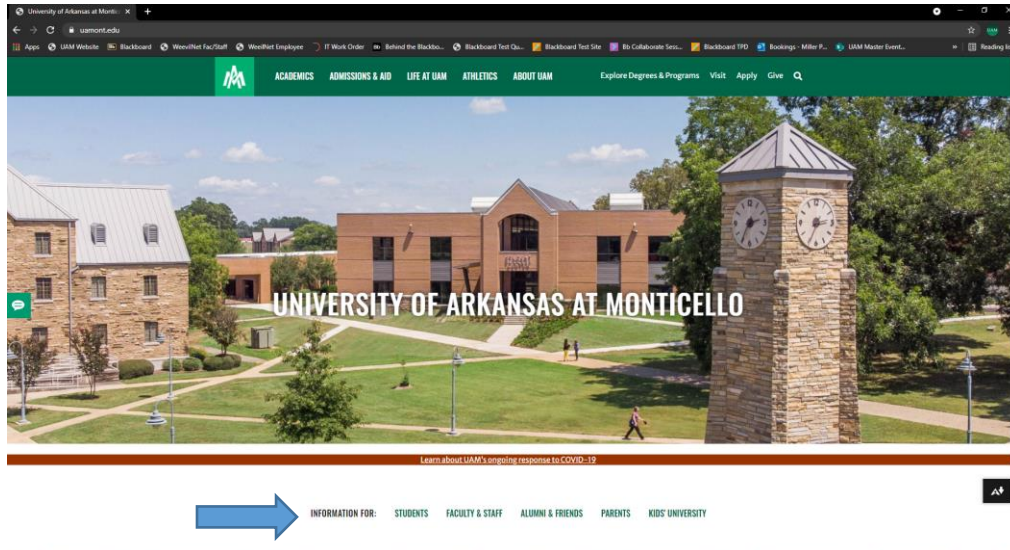 University of Arkansas at Montic
uamont.edu
UAM
Apps UAM Website Blackboard WeevilNet Fac/Staff WeevilNet Employee IT Work Order Behind the Blackbo... Blackboard Test Qu... Blackboard Test Site Bb Collaborate Sess... Blackboard TPD Bookings - Miller P... UAM Master Event... » Reading lis
ACADEMICS ADMISSIONS & AID LIFE AT UAM ATHLETICS ABOUT UAM Explore Degrees & Programs Visit Apply Give
UNIVERSITY OF ARKANSAS AT MONTICELLO
Learn about UAM's ongoing response to COVID-19
INFORMATION FOR: STUDENTS FACULTY & STAFF ALUMNI & FRIENDS PARENTS KIDS' UNIVERSITY